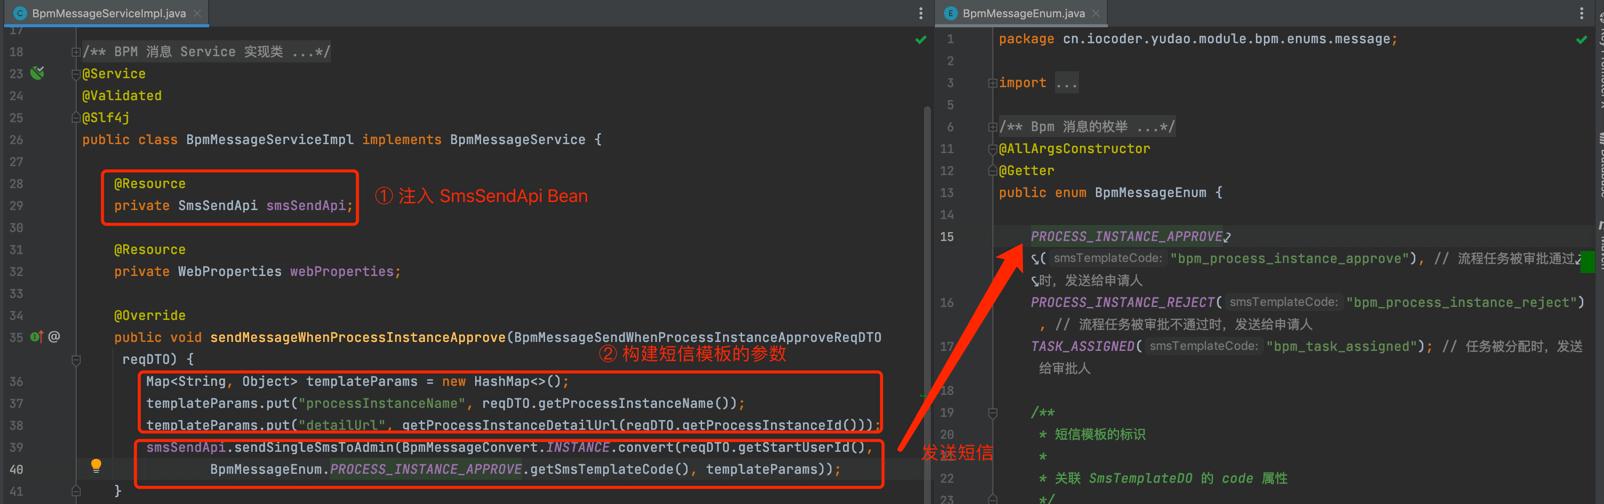 BpmMessageServiceImpl.java
17
18 /** BPM 消息 Service 实现类 ...*/
23 @Service
24 @Validated
25 @Slf4j
26 public class BpmMessageServiceImpl implements BpmMessageService {
27
28 @Resource
① 注入 SmsSendApi Bean
29 private SmsSendApi smsSendApi;
30
31 @Resource
32 private WebProperties webProperties;
33
34 @Override
35 @ public void sendMessageWhenProcessInstanceApprove(BpmMessageSendWhenProcessInstanceApproveReqDTO
reqDTO) {
② 构建短信模板的参数
36 Map<String, Object> templateParams = new HashMap<>();
37 templateParams.put("processInstanceName", reqDTO.getProcessInstanceName());
38 templateParams.put("detailUrl", getProcessInstanceDetailUrl(reqDTO.getProcessInstanceId()));
39 smsSendApi.sendSingleSmsToAdmin(BpmMessageConvert.INSTANCE.convert(reqDTO.getStartUserId(),
40 BpmMessageEnum.PROCESS_INSTANCE_APPROVE.getSmsTemplateCode(), templateParams));
41 }
发送短信
BpmMessageEnum.java
1 package cn.iocoder.yudao.module.bpm.enums.message;
2
3 import ...
5
6 /** Bpm 消息的枚举 ...*/
11 @AllArgsConstructor
12 @Getter
13 public enum BpmMessageEnum {
14
15 PROCESS_INSTANCE_APPROVE
( smsTemplateCode: "bpm_process_instance_approve"), // 流程任务被审批通过
时，发送给申请人
16 PROCESS_INSTANCE_REJECT( smsTemplateCode: "bpm_process_instance_reject")
, // 流程任务被审批不通过时，发送给申请人
17 TASK_ASSIGNED( smsTemplateCode: "bpm_task_assigned"); // 任务被分配时，发送
给审批人
18
19 /**
20 * 短信模板的标识
*
22 * 关联 SmsTemplateDO 的 code 属性
23 */